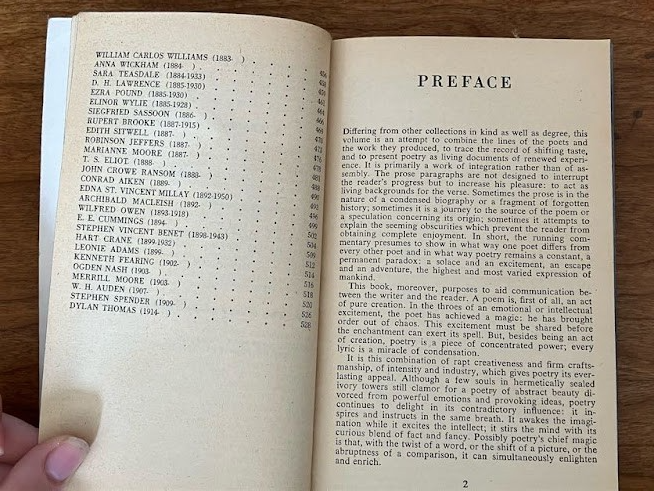 WILLIAM CARLOS WILLIAMS (1883- )
ANNA WICKHAM (1884- )
SARA TEASDALE (1884-1933)
D. H. LAWRENCE (1885-1930)
EZRA POUND (1885-1930)
ELINOR WYLIE (1885-1928)
SIEGFRIED SASSOON (1886- )
RUPERT BROOKE (1887-1915)
EDITH SITWELL (1887- )
ROBINSON JEFFERS (1887- )
MARIANNE MOORE (1887- )
T. S. ELIOT (1888- )
JOHN CROWE RANSOM (1888- )
CONRAD AIKEN (1889- )
EDNA ST. VINCENT MILLAY (1892-1950)
ARCHIBALD MACLEISH (1892- )
WILFRED OWEN (1893-1918) 499
E. E. CUMMINGS (1894- ) 502
STEPHEN VINCENT BENET (1898-1943) 504
HART CRANE (1899-1932) 509
LEONIE ADAMS (1899- ) 512
KENNETH FEARING (1902- ) 514
OGDEN NASH (1903- ) 516
MERRILL MOORE (1903- ) 518
W. H. AUDEN (1907- ) 520
STEPHEN SPENDER (1909- ) 526
DYLAN THOMAS (1914- ) 528
PREFACE
Differing from other collections in kind as well as degree, this
volume is an attempt to combine the lines of the poets and
the work they produced, to trace the record of shifting taste,
and to present poetry as living documents of renewed experi-
ence. It is primarily a work of integration rather than of as-
sembly. The prose paragraphs are not designed to interrupt
the reader's progress but to increase his pleasure: to act as
living backgrounds for the verse. Sometimes the prose is in the
nature of a condensed biography or a fragment of forgotten
history; sometimes it is a journey to the source of the poem or
a speculation concerning its origin; sometimes it attempts to
explain the seeming obscurities which prevent the reader from
obtaining complete enjoyment. In short, the running com-
mentary presumes to show in what way one poet differs from
every other poet and in what way poetry remains a constant, a
permanent paradox: a solace and an excitement, an escape
and an adventure, the highest and most varied expression of
mankind.
This book, moreover, purposes to aid communication be-
tween the writer and the reader. A poem is, first of all, an act
of pure creation. In the throes of an emotional or intellectual
excitement, the poet has achieved a magic: he has brought
order out of chaos. This excitement must be shared before
the enchantment can exert its spell. But, besides being an act
of creation, poetry is a piece of concentrated power; every
lyric is a miracle of condensation.
It is this combination of rapt creativeness and firm crafts-
manship, of intensity and industry, which gives poetry its ever-
lasting appeal. Although a few souls in hermetically sealed
ivory towers still clamor for a poetry of abstract beauty di-
vorced from powerful emotions and provoking ideas, poetry
continues to delight in its contradictory influence: it in-
spires and instructs in the same breath. It awakes the imagi-
nation while it excites the intellect; it stirs the mind with its
curious blend of fact and fancy. Possibly poetry's chief magic
is that, with the twist of a word, or the shift of a picture, or the
abruptness of a comparison, it can simultaneously enlighten
and enrich.
2